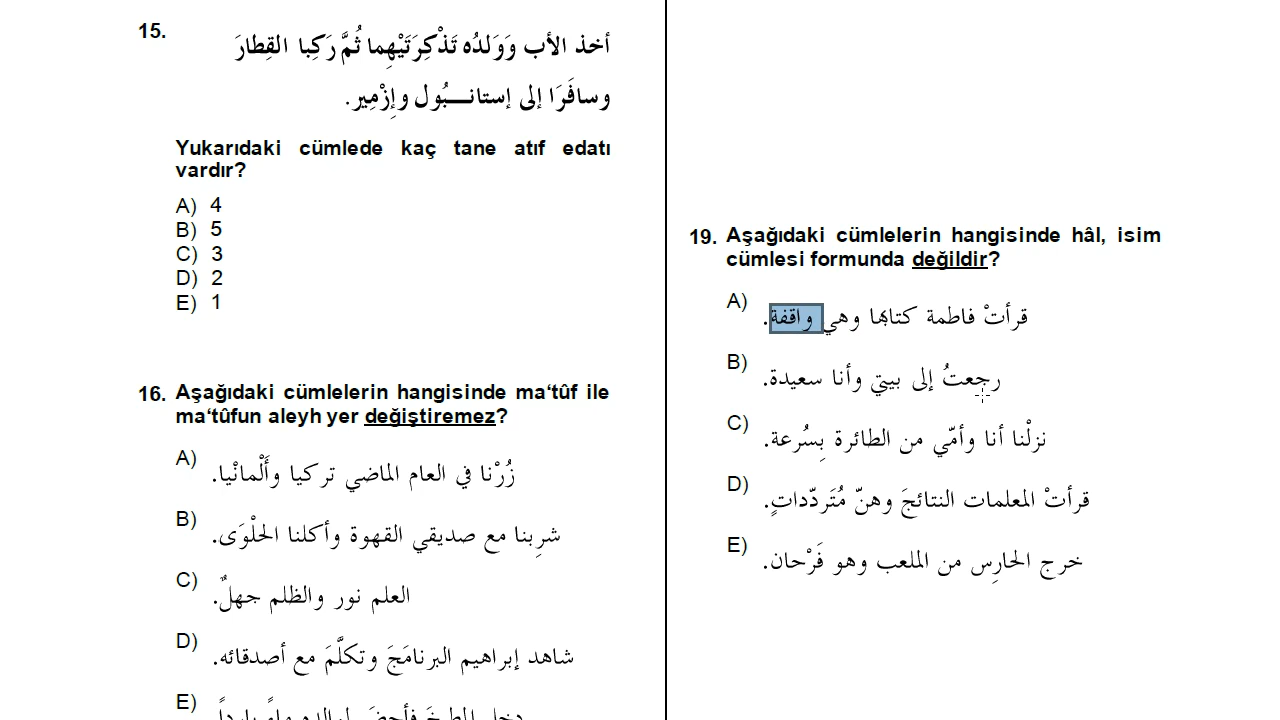 15. أخذ الأب وَوَلدُه تَذْكِرَتَيْهِما ثُمَّ رَكِبا القِطارَ
وسافَرَا إلى إستانـــبُول وإزْمِير.
Yukarıdaki cümlede kaç tane atıf edatı
vardır?
A) 4
B) 5
C) 3
D) 2
E) 1
16. Aşağıdaki cümlelerin hangisinde ma‘tûf ile
ma‘tûfun aleyh yer değiştiremez?
A) زُرْنا في العام الماضي تركيا وأَلْمانْيا.
B) شرِبنا مع صديقي القهوة وأكلنا الحلْوَى.
C) العلم نور والظلم جهلٌ.
D) شاهد إبراهيم البرنامَجَ وتكلَّمَ مع أصدقائه.
E)
19. Aşağıdaki cümlelerin hangisinde hâl, isim
cümlesi formunda değildir?
A) قرأتْ فاطمة كتابها وهي واقفة.
B) رجعتُ إلى بيتي وأنا سعيدة.
C) نزلْنا أنا وأمّي من الطائرة بِسُرعة.
D) قرأتْ المعلمات النتائجَ وهنّ مُتَردّداتٍ.
E) خرج الحارِس من الملعب وهو فَرْحان.